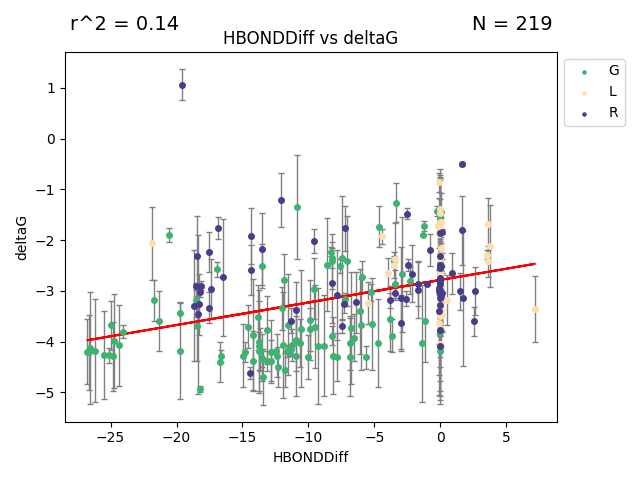 r^2 = 0.14
N = 219
HBONDDiff vs deltaG
G
L
R
deltaG
1
0
−1
−2
−3
−4
−5
−25
−20
−15
−10
−5
0
5
HBONDDiff